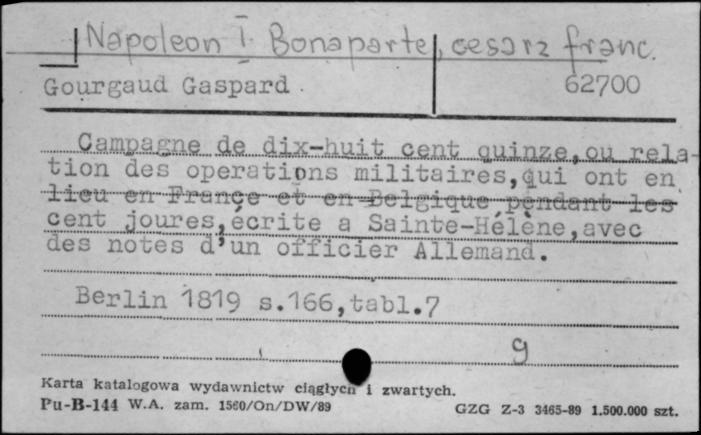 Napoleon I Bonaparte, cesarz franc.
Gourgaud Gaspard. 62700
Campagne de dix-huit cent quinze,ou rela-
tion des operations militaires,qui ont en
lieu en France et en Belgique pendant les
cent joures,écrite a Sainte-Hélène,avec
des notes d'un officier Allemand.
Berlin 1819 s.166,tabl.7
g
Karta katalogowa wydawnictw ciągłych i zwartych.
Pu-B-144 W.A. zam. 1560/On/DW/89 GZG Z-3 3465-89 1.500.000 szt.